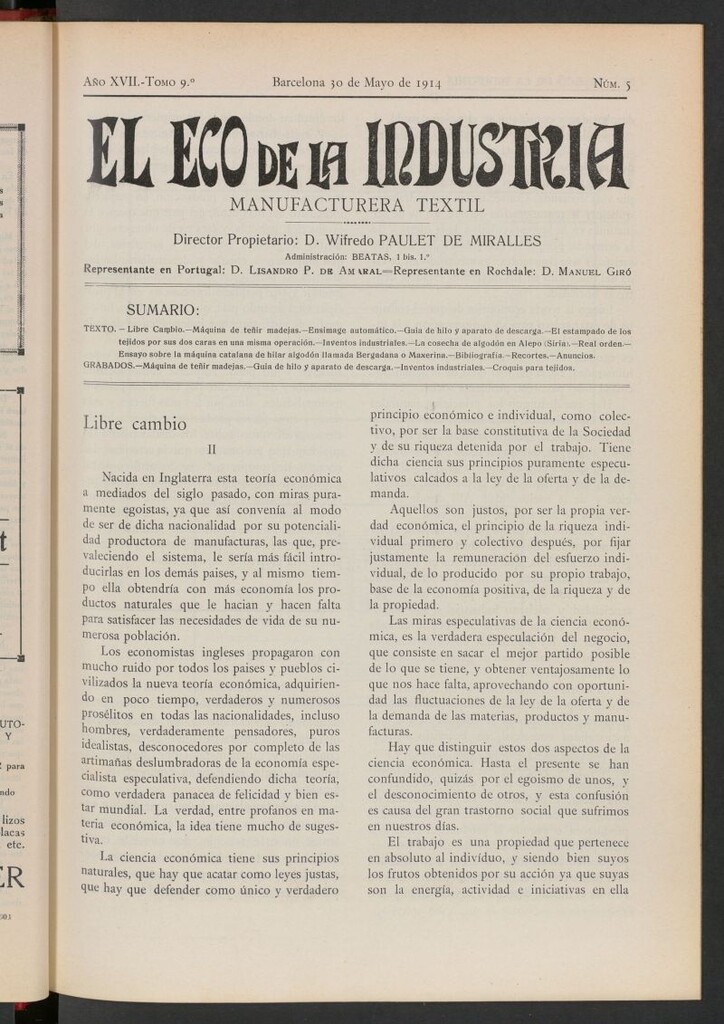 Año XVII.-Tomo 9.º Barcelona 30 de Mayo de 1914 Núm. 5
EL ECO DE LA INDUSTRIA
MANUFACTURERA TEXTIL
Director Propietario: D. Wifredo PAULET DE MIRALLES
Administración: BEATAS, 1 bis. 1.º
Representante en Portugal: D. Lisandro P. de Amaral=Representante en Rochdale: D. Manuel Giró
SUMARIO:
TEXTO. — Libre Cambio.—Máquina de teñir madejas.—Ensimage automático.—Guia de hilo y aparato de descarga.—El estampado de los
tejidos por sus dos caras en una misma operación.—Inventos industriales.—La cosecha de algodón en Alepo (Siria).—Real orden.—
Ensayo sobre la máquina catalana de hilar algodón llamada Bergadana o Maxerina.—Bibliografía.—Recortes.—Anuncios.
GRABADOS.—Máquina de teñir madejas.—Guia de hilo y aparato de descarga.—Inventos industriales.—Croquis para tejidos.
Libre cambio
II
Nacida en Inglaterra esta teoría económica
a mediados del siglo pasado, con miras pura-
mente egoistas, ya que así convenía al modo
de ser de dicha nacionalidad por su potenciali-
dad productora de manufacturas, las que, pre-
valeciendo el sistema, le sería más fácil intro-
ducirlas en los demás paises, y al mismo tiem-
po ella obtendría con más economía los pro-
ductos naturales que le hacian y hacen falta
para satisfacer las necesidades de vida de su nu-
merosa población.
Los economistas ingleses propagaron con
mucho ruido por todos los paises y pueblos ci-
vilizados la nueva teoría económica, adquirien-
do en poco tiempo, verdaderos y numerosos
prosélitos en todas las nacionalidades, incluso
hombres, verdaderamente pensadores, puros
idealistas, desconocedores por completo de las
artimañas deslumbradoras de la economía espe-
cialista especulativa, defendiendo dicha teoría,
como verdadera panacea de felicidad y bien es-
tar mundial. La verdad, entre profanos en ma-
teria económica, la idea tiene mucho de suges-
tiva.
La ciencia económica tiene sus principios
naturales, que hay que acatar como leyes justas,
que hay que defender como único y verdadero
principio económico e individual, como colec-
tivo, por ser la base constitutiva de la Sociedad
y de su riqueza detenida por el trabajo. Tiene
dicha ciencia sus principios puramente especu-
lativos calcados a la ley de la oferta y de la de-
manda.
Aquellos son justos, por ser la propia ver-
dad económica, el principio de la riqueza indi-
vidual primero y colectivo después, por fijar
justamente la remuneración del esfuerzo indi-
vidual, de lo producido por su propio trabajo,
base de la economía positiva, de la riqueza y de
la propiedad.
Las miras especulativas de la ciencia econó-
mica, es la verdadera especulación del negocio,
que consiste en sacar el mejor partido posible
de lo que se tiene, y obtener ventajosamente lo
que nos hace falta, aprovechando con oportuni-
dad las fluctuaciones de la ley de la oferta y de
la demanda de las materias, productos y manu-
facturas.
Hay que distinguir estos dos aspectos de la
ciencia económica. Hasta el presente se han
confundido, quizás por el egoismo de unos, y
el desconocimiento de otros, y esta confusión
es causa del gran trastorno social que sufrimos
en nuestros días.
El trabajo es una propiedad que pertenece
en absoluto al individuo, y siendo bien suyos
los frutos obtenidos por su acción ya que suyas
son la energía, actividad e iniciativas en ella
UTO-
Y
para
ndo
lizos
lacas
etc.
ER